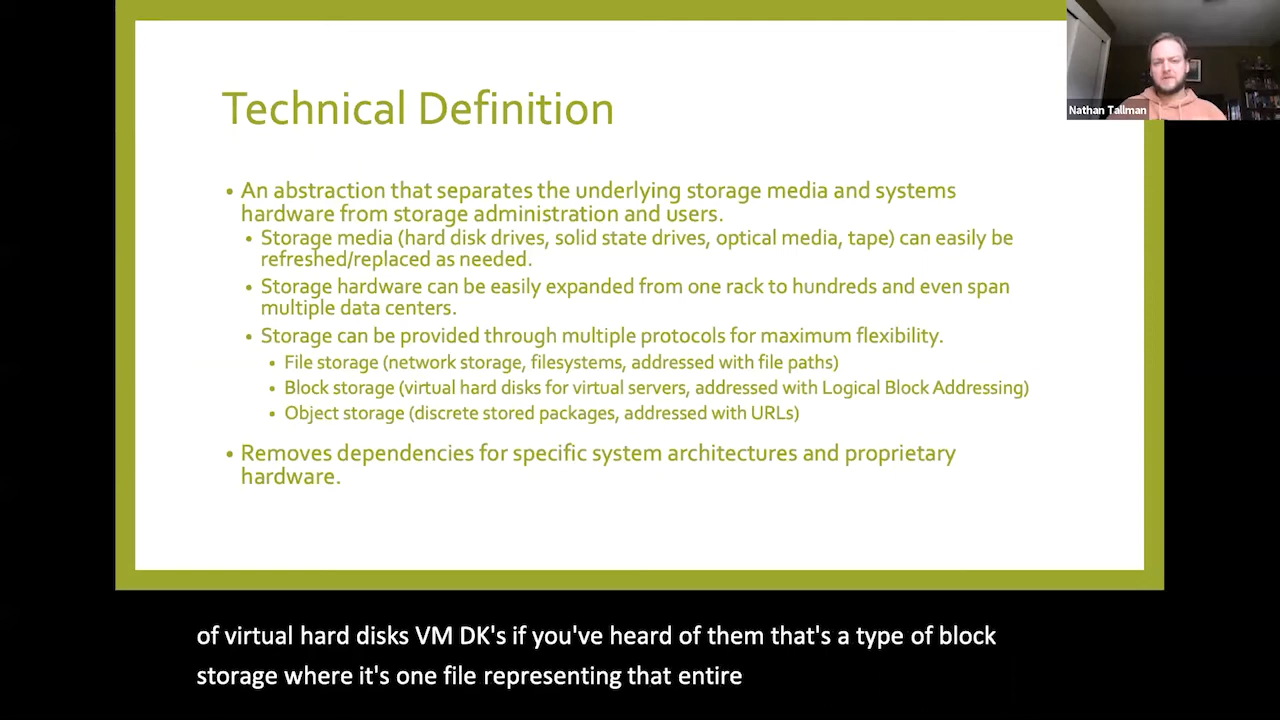 Technical Definition
Nathan Tallman
• An abstraction that separates the underlying storage media and systems
hardware from storage administration and users.
• Storage media (hard disk drives, solid state drives, optical media, tape) can easily be
refreshed/replaced as needed.
• Storage hardware can be easily expanded from one rack to hundreds and even span
multiple data centers.
• Storage can be provided through multiple protocols for maximum flexibility.
• File storage (network storage, filesystems, addressed with file paths)
• Block storage (virtual hard disks for virtual servers, addressed with Logical Block Addressing)
• Object storage (discrete stored packages, addressed with URLs)
• Removes dependencies for specific system architectures and proprietary
hardware.
of virtual hard disks VM DK's if you've heard of them that's a type of block
storage where it's one file representing that entire